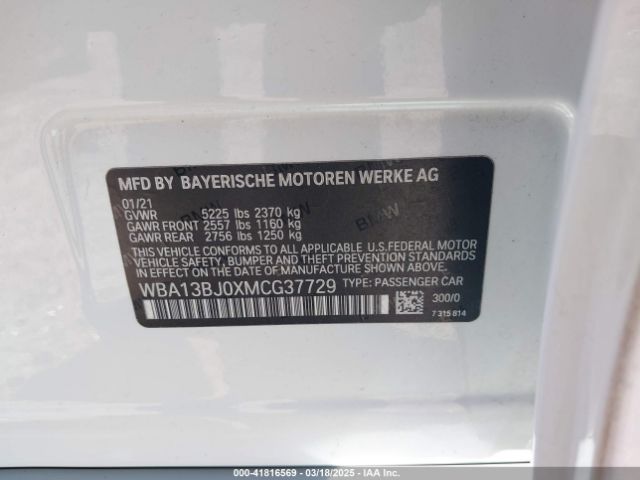 MFD BY BAYERISCHE MOTOREN WERKE AG
01/21
GVWR 5225 lbs 2370 kg
GAWR FRONT 2557 lbs 1160 kg
GAWR REAR 2756 lbs 1250 kg
THIS VEHICLE CONFORMS TO ALL APPLICABLE U.S.FEDERAL MOTOR
VEHICLE SAFETY, BUMPER AND THEFT PREVENTION STANDARDS
IN EFFECT ON THE DATE OF MANUFACTURE SHOWN ABOVE.
WBA13BJ0XMCG37729 TYPE: PASSENGER CAR
300/0
7 315 814
000-41816569 — 03/18/2025 — IAAI.COM